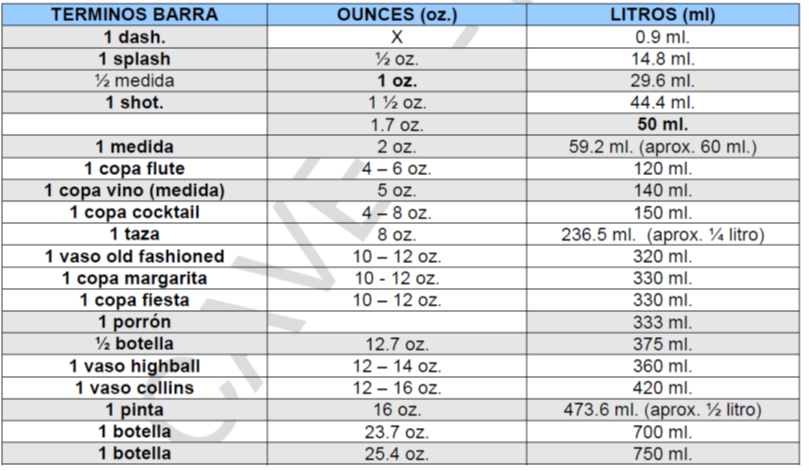 TERMINOS BARRA OUNCES (oz.) LITROS (ml)
1 dash. X 0.9 ml.
1 splash ½ oz. 14.8 ml.
½ medida 1 oz. 29.6 ml.
1 shot. 1 ½ oz. 44.4 ml.
1.7 oz. 50 ml.
1 medida 2 oz. 59.2 ml. (aprox. 60 ml.)
1 copa flute 4 – 6 oz. 120 ml.
1 copa vino (medida) 5 oz. 140 ml.
1 copa cocktail 4 – 8 oz. 150 ml.
1 taza 8 oz. 236.5 ml. (aprox. ¼ litro)
1 vaso old fashioned 10 – 12 oz. 320 ml.
1 copa margarita 10 - 12 oz. 330 ml.
1 copa fiesta 10 – 12 oz. 330 ml.
1 porrón 333 ml.
½ botella 12.7 oz. 375 ml.
1 vaso highball 12 – 14 oz. 360 ml.
1 vaso collins 12 – 16 oz. 420 ml.
1 pinta 16 oz. 473.6 ml. (aprox. ½ litro)
1 botella 23.7 oz. 700 ml.
1 botella 25.4 oz. 750 ml.
CAVE